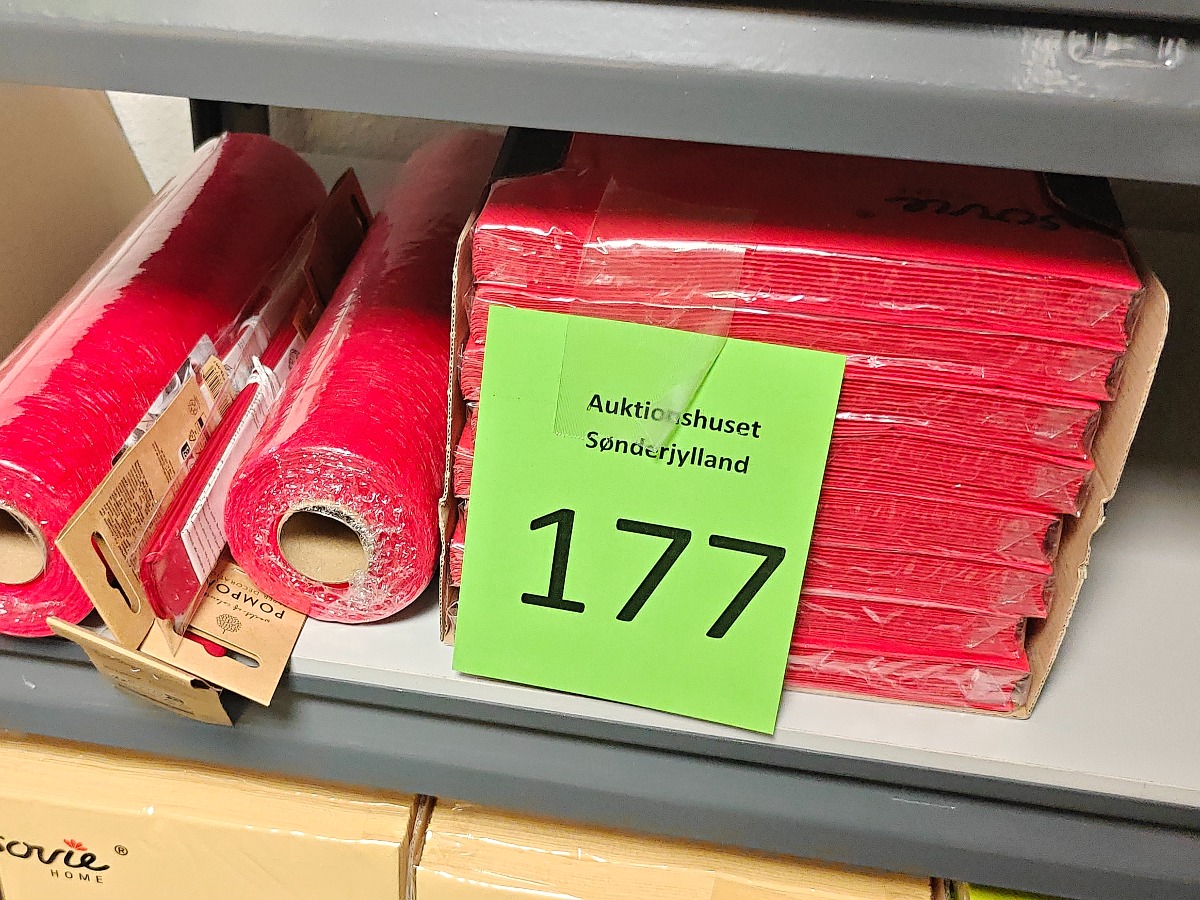 sovie
®
Auktionshuset
Sønderjylland
177
POMPO
sovie ®
HOME